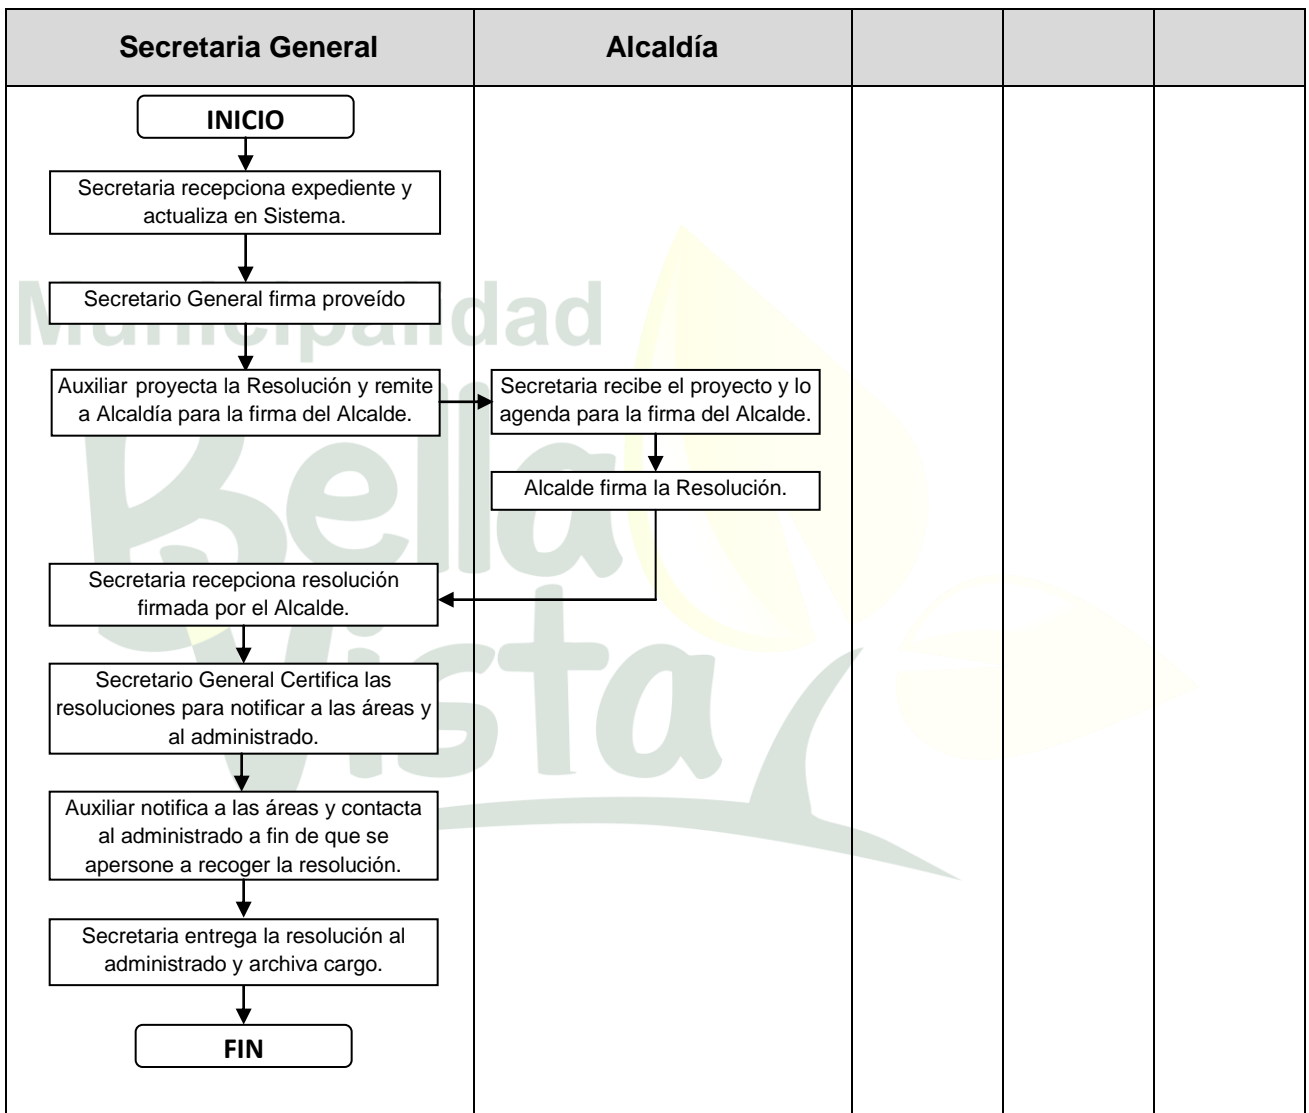 Secretaria General
Alcaldía
INICIO
Secretaria recepciona expediente y
actualiza en Sistema.
Secretario General firma proveído
Auxiliar proyecta la Resolución y remite
a Alcaldía para la firma del Alcalde.
Secretaria recibe el proyecto y lo
agenda para la firma del Alcalde.
Alcalde firma la Resolución.
Secretaria recepciona resolución
firmada por el Alcalde.
Secretario General Certifica las
resoluciones para notificar a las áreas y
al administrado.
Auxiliar notifica a las áreas y contacta
al administrado a fin de que se
apersone a recoger la resolución.
Secretaria entrega la resolución al
administrado y archiva cargo.
FIN
Municipalidad
Bella
Vista